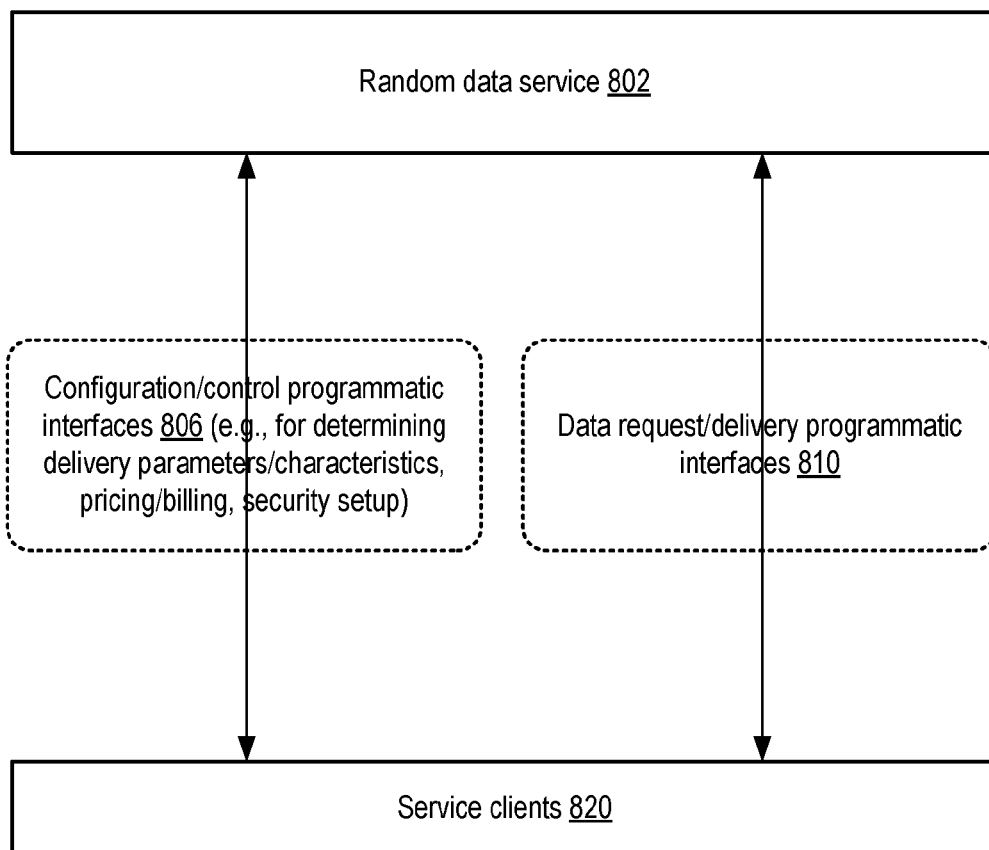 Random data service 802
Configuration/control programmatic
interfaces 806 (e.g., for determining
delivery parameters/characteristics,
pricing/billing, security setup)
Data request/delivery programmatic
interfaces 810
Service clients 820